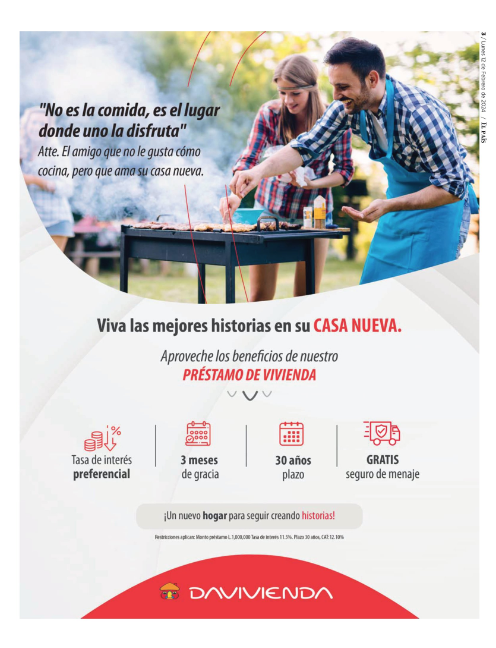 3 / Lunes 12 de Febrero de 2024 / EL PAÍS
"No es la comida, es el lugar
donde uno la disfruta"
Atte. El amigo que no le gusta cómo
cocina, pero que ama su casa nueva.
Viva las mejores historias en su CASA NUEVA.
Aproveche los beneficios de nuestro
PRÉSTAMO DE VIVIENDA
%
Tasa de interés
preferencial
3 meses
de gracia
30 años
plazo
GRATIS
seguro de menaje
¡Un nuevo hogar para seguir creando historias!
Restricciones aplican: Monto préstamo L. 1,000,000 Tasa de interés 11.5%. Plazo 30 años. CAT:12.18%
DAVIVIENDA